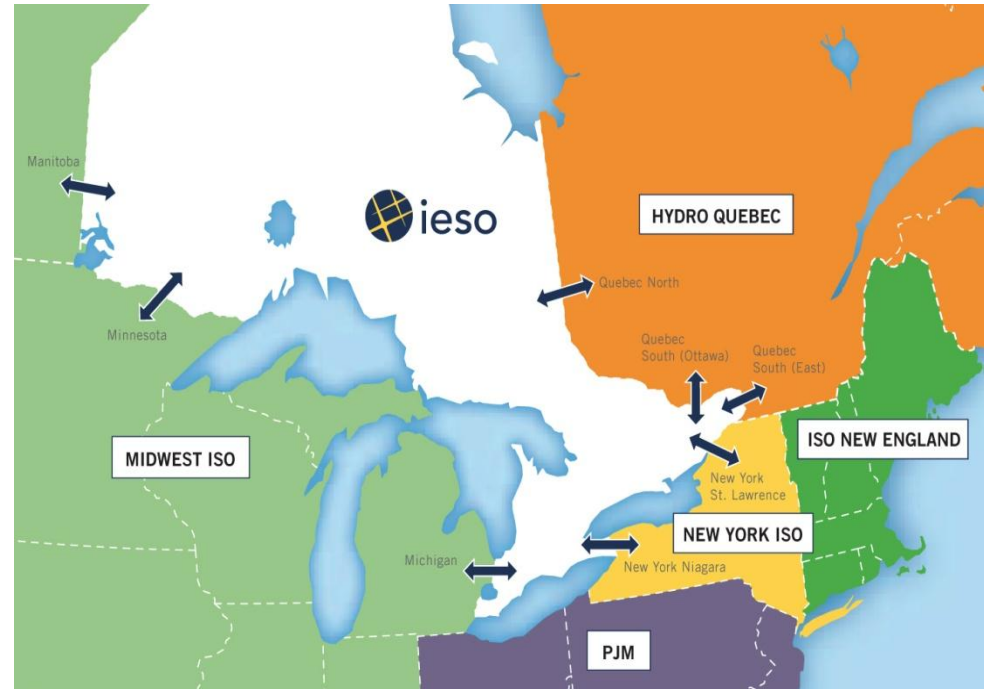 Manitoba
ieso
HYDRO QUEBEC
Quebec North
Minnesota
Quebec
South (Ottawa)
Quebec
South (East)
MIDWEST ISO
ISO NEW ENGLAND
New York
St. Lawrence
NEW YORK ISO
Michigan
New York Niagara
PJM